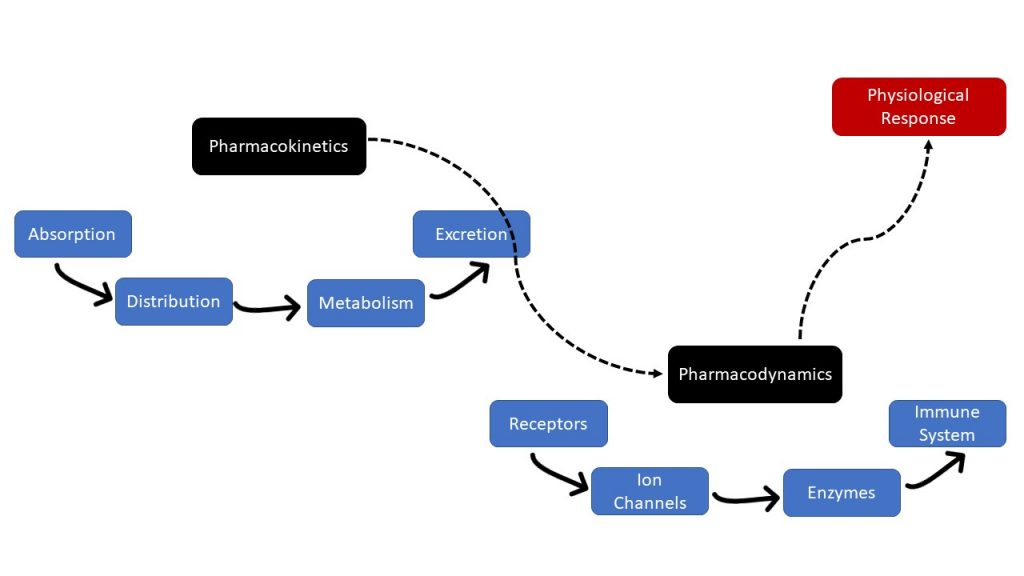 Physiological
Response
Pharmacokinetics
Absorption
Excretion
Distribution
Metabolism
Pharmacodynamics
Receptors
Immune
System
Ion
Channels
Enzymes